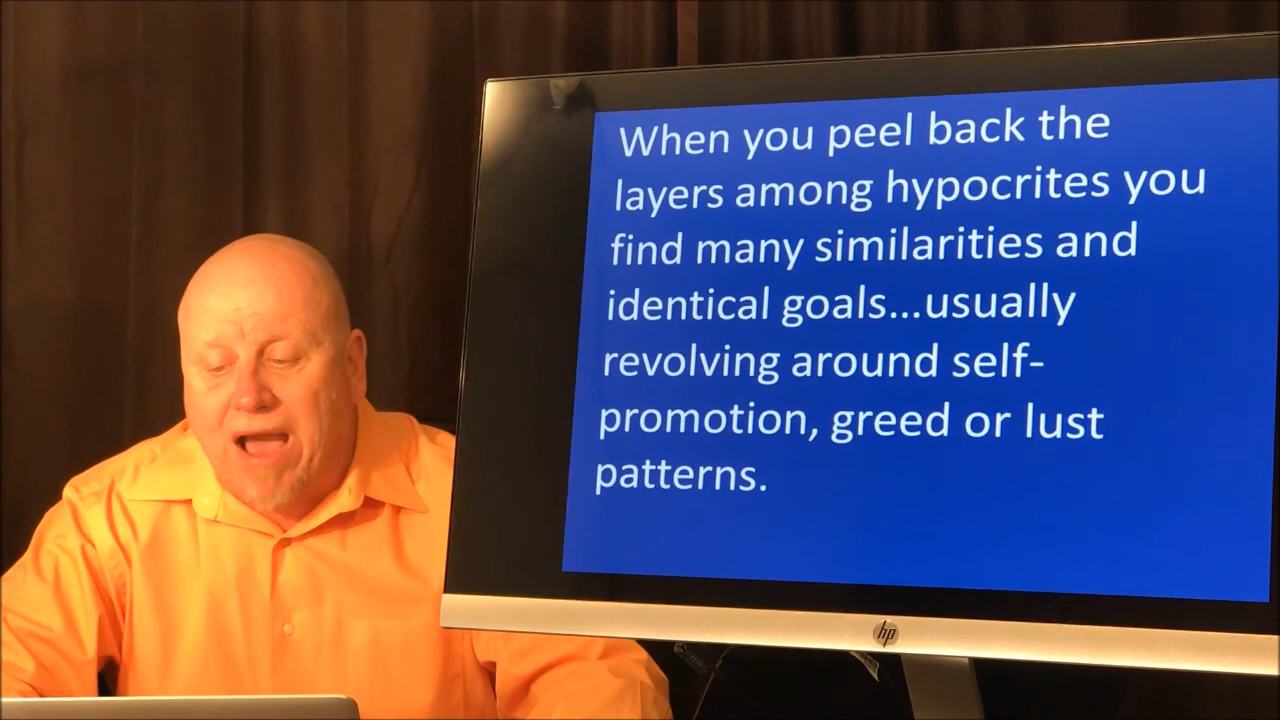 When you peel back the
layers among hypocrites you
find many similarities and
identical goals...usually
revolving around self-
promotion, greed or lust
patterns.
hp